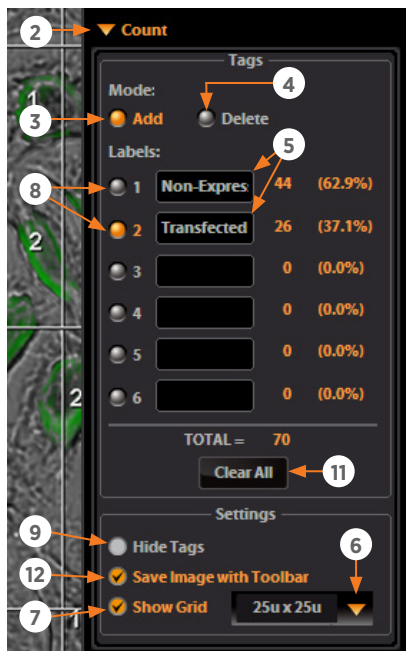 2 Count
Tags
4
Mode:
1
3 Add Delete
Labels:
5
8
1 Non-Expres 44 (62.9%)
2 Transfected 26 (37.1%)
2
3 0 (0.0%)
4 0 (0.0%)
5 0 (0.0%)
2
6 0 (0.0%)
TOTAL = 70
Clear All 11
Settings
9 Hide Tags
6
12 Save Image with Toolbar
7 Show Grid 25u x 25u
1